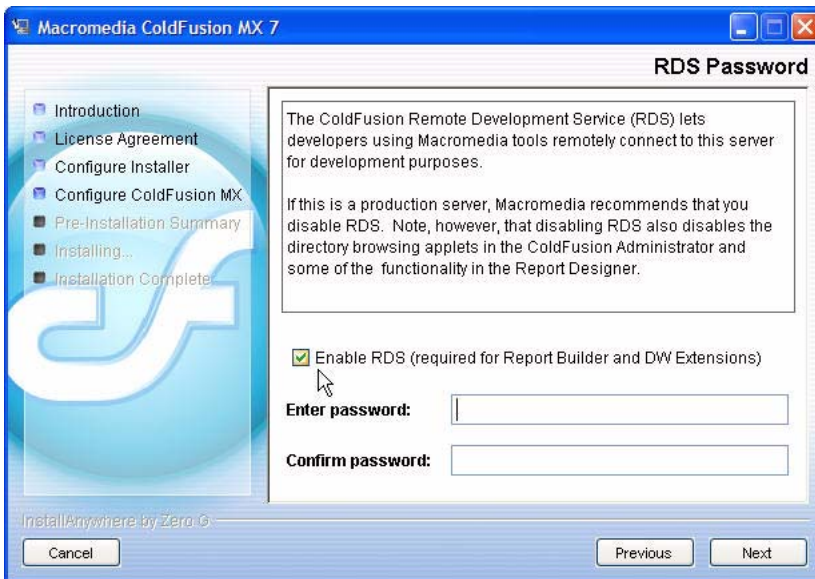 Macromedia ColdFusion MX 7
RDS Password
Introduction
License Agreement
Configure Installer
Configure ColdFusion MX
Pre-Installation Summary
Installing...
Installation Complete
The ColdFusion Remote Development Service (RDS) lets
developers using Macromedia tools remotely connect to this server
for development purposes.
If this is a production server, Macromedia recommends that you
disable RDS. Note, however, that disabling RDS also disables the
directory browsing applets in the ColdFusion Administrator and
some of the functionality in the Report Designer.
Enable RDS (required for Report Builder and DW Extensions)
Enter password:
Confirm password:
InstallAnywhere by Zero G
Cancel
Previous
Next